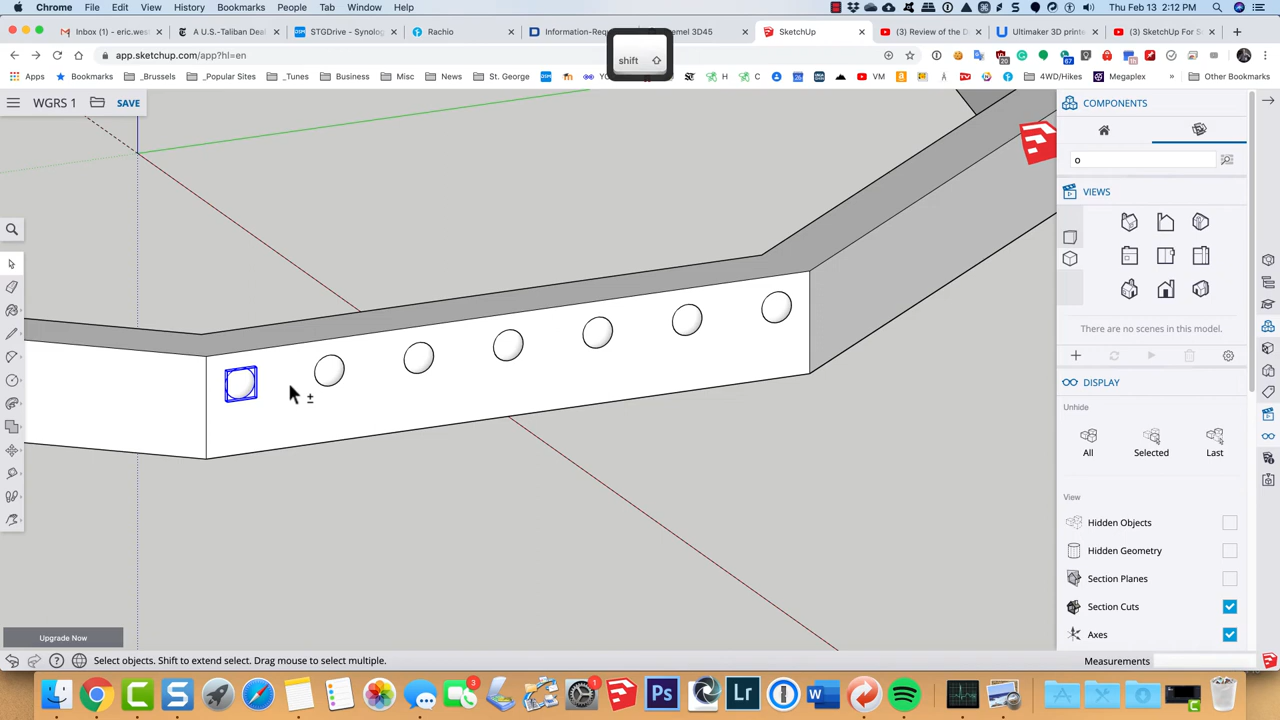 Chrome File Edit View History Bookmarks People Tab Window Help
Thu Feb 13 2:12 PM
Inbox (1) - eric.wes
A U.S.-Taliban Dea
STGDrive - Synolog
Rachio
Information-Req
emel 3D45
SketchUp
(3) Review of the D
Ultimaker 3D printe
(3) SketchUp For S
app.sketchup.com/app?hl=en
Apps Bookmarks _Brussels _Popular Sites _Tunes Business Misc News St. George
VM 4WD/Hikes Megaplex Other Bookmarks
shift
WGRS 1 SAVE
COMPONENTS
o
VIEWS
There are no scenes in this model.
DISPLAY
Unhide
All Selected Last
View
Hidden Objects
Hidden Geometry
Section Planes
Section Cuts
Axes
Upgrade Now
Select objects. Shift to extend select. Drag mouse to select multiple.
Measurements